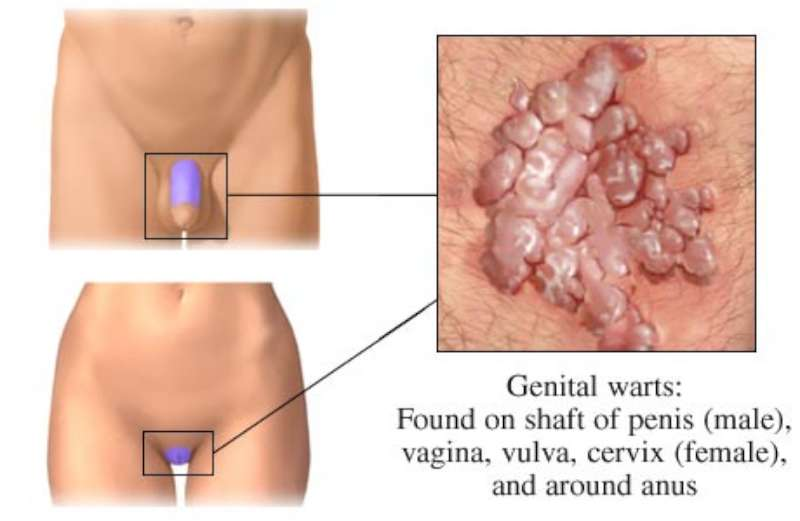 Genital warts:
Found on shaft of penis (male),
vagina, vulva, cervix (female),
and around anus